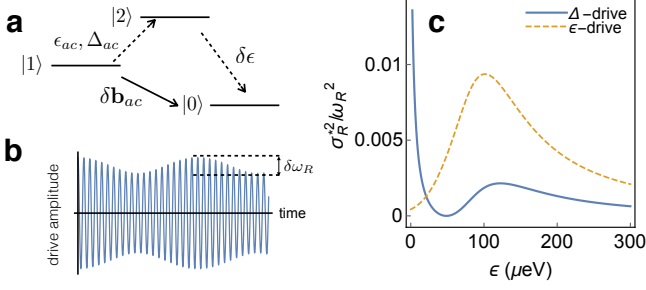 a
|2⟩
ϵ_ac, Δ_ac
δϵ
|1⟩
δb_ac
|0⟩
b
drive amplitude
δω_R
time
c
Δ-drive
ϵ-drive
σ_R^{*2}/ω_R^2
0.01
0.005
0
0 100 200 300
ϵ (μeV)